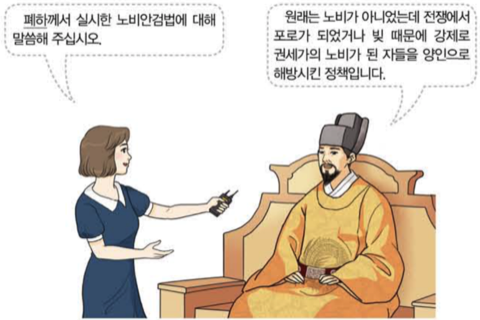 폐하께서 실시한 노비안검법에 대해
말씀해 주십시오.
원래는 노비가 아니었는데 전쟁에서
포로가 되었거나 빚 때문에 강제로
권세가의 노비가 된 자들을 양인으로
해방시킨 정책입니다.